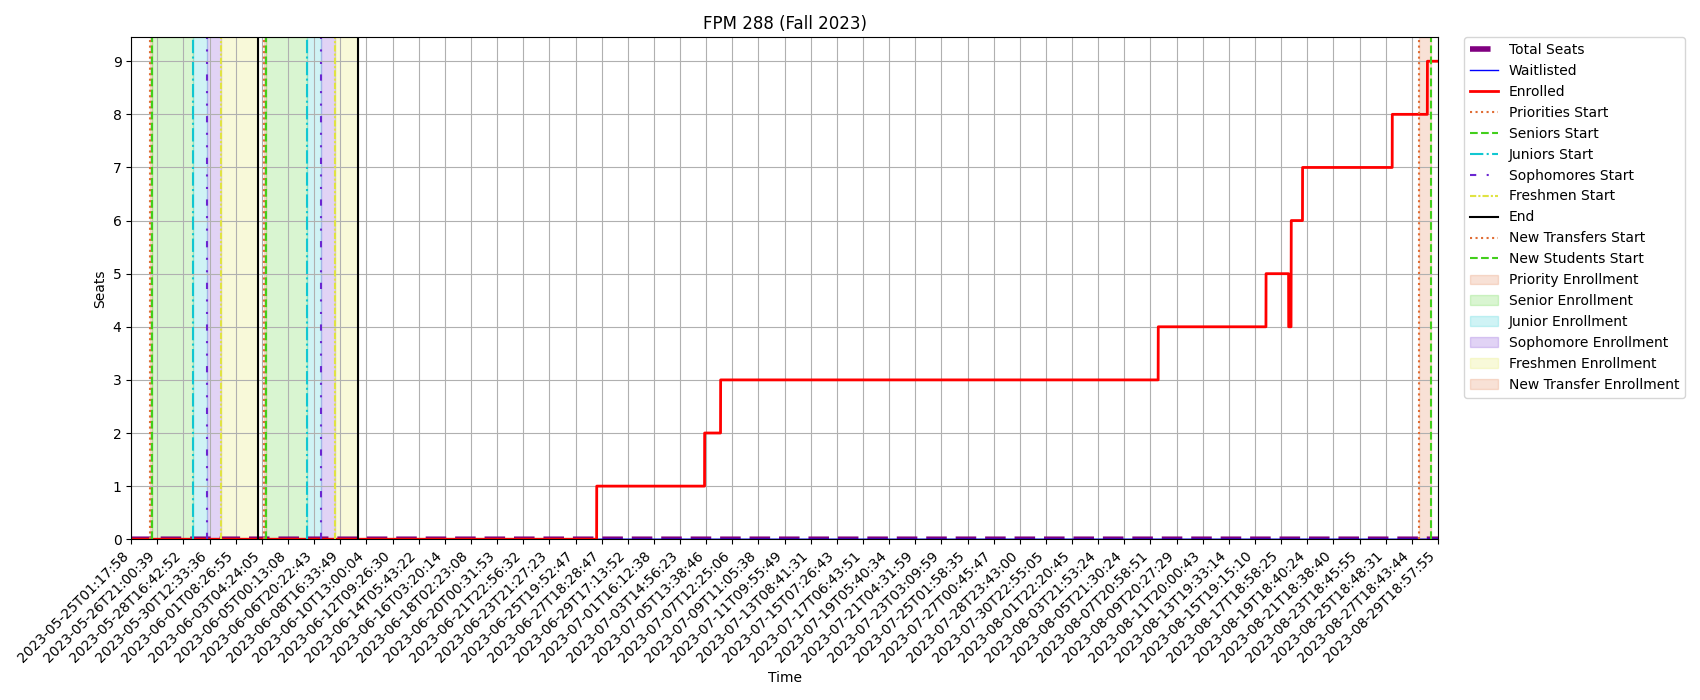 FPM 288 (Fall 2023)
Seats
9
8
7
6
5
4
3
2
1
0
2023-05-25T01:17:58
2023-05-26T21:00:39
2023-05-28T16:42:52
2023-05-30T12:33:36
2023-06-01T08:26:55
2023-06-03T04:24:05
2023-06-05T00:13:08
2023-06-06T20:22:43
2023-06-08T16:33:49
2023-06-10T13:00:04
2023-06-12T09:26:30
2023-06-14T05:43:22
2023-06-16T03:20:14
2023-06-18T02:23:08
2023-06-20T00:31:53
2023-06-21T22:56:32
2023-06-23T21:27:23
2023-06-25T19:52:47
2023-06-27T18:28:47
2023-06-29T17:13:52
2023-07-01T16:12:38
2023-07-03T14:56:23
2023-07-05T13:38:46
2023-07-07T12:25:06
2023-07-09T11:05:38
2023-07-11T09:55:49
2023-07-13T08:41:31
2023-07-15T07:26:43
2023-07-17T06:43:51
2023-07-19T05:40:34
2023-07-21T04:31:59
2023-07-23T03:09:59
2023-07-25T01:58:35
2023-07-27T00:45:47
2023-07-28T23:43:00
2023-07-30T22:55:05
2023-08-01T22:20:45
2023-08-03T21:53:24
2023-08-05T21:30:24
2023-08-07T20:58:51
2023-08-09T20:27:29
2023-08-11T20:00:43
2023-08-13T19:33:14
2023-08-15T19:15:10
2023-08-17T18:58:25
2023-08-19T18:40:24
2023-08-21T18:38:40
2023-08-23T18:45:55
2023-08-25T18:48:31
2023-08-27T18:43:44
2023-08-29T18:57:55
Time
Total Seats
Waitlisted
Enrolled
Priorities Start
Seniors Start
Juniors Start
Sophomores Start
Freshmen Start
End
New Transfers Start
New Students Start
Priority Enrollment
Senior Enrollment
Junior Enrollment
Sophomore Enrollment
Freshmen Enrollment
New Transfer Enrollment